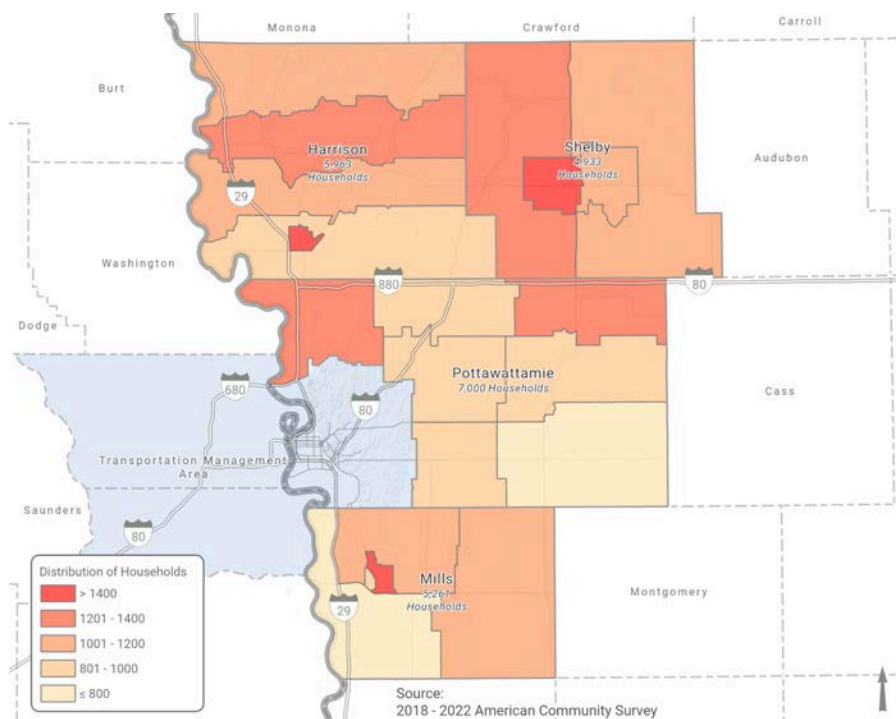 Monona
Crawford
Carroll
Burt
Harrison
5,963
Households
Shelby
4,933
Households
Audubon
29
Washington
880
80
Dodge
Pottawattamie
7,000 Households
Cass
680
80
Transportation Management
Area
Saunders
80
Mills
5,261
Households
Montgomery
29
Distribution of Households
> 1400
1201 - 1400
1001 - 1200
801 - 1000
≤ 800
Source:
2018 - 2022 American Community Survey